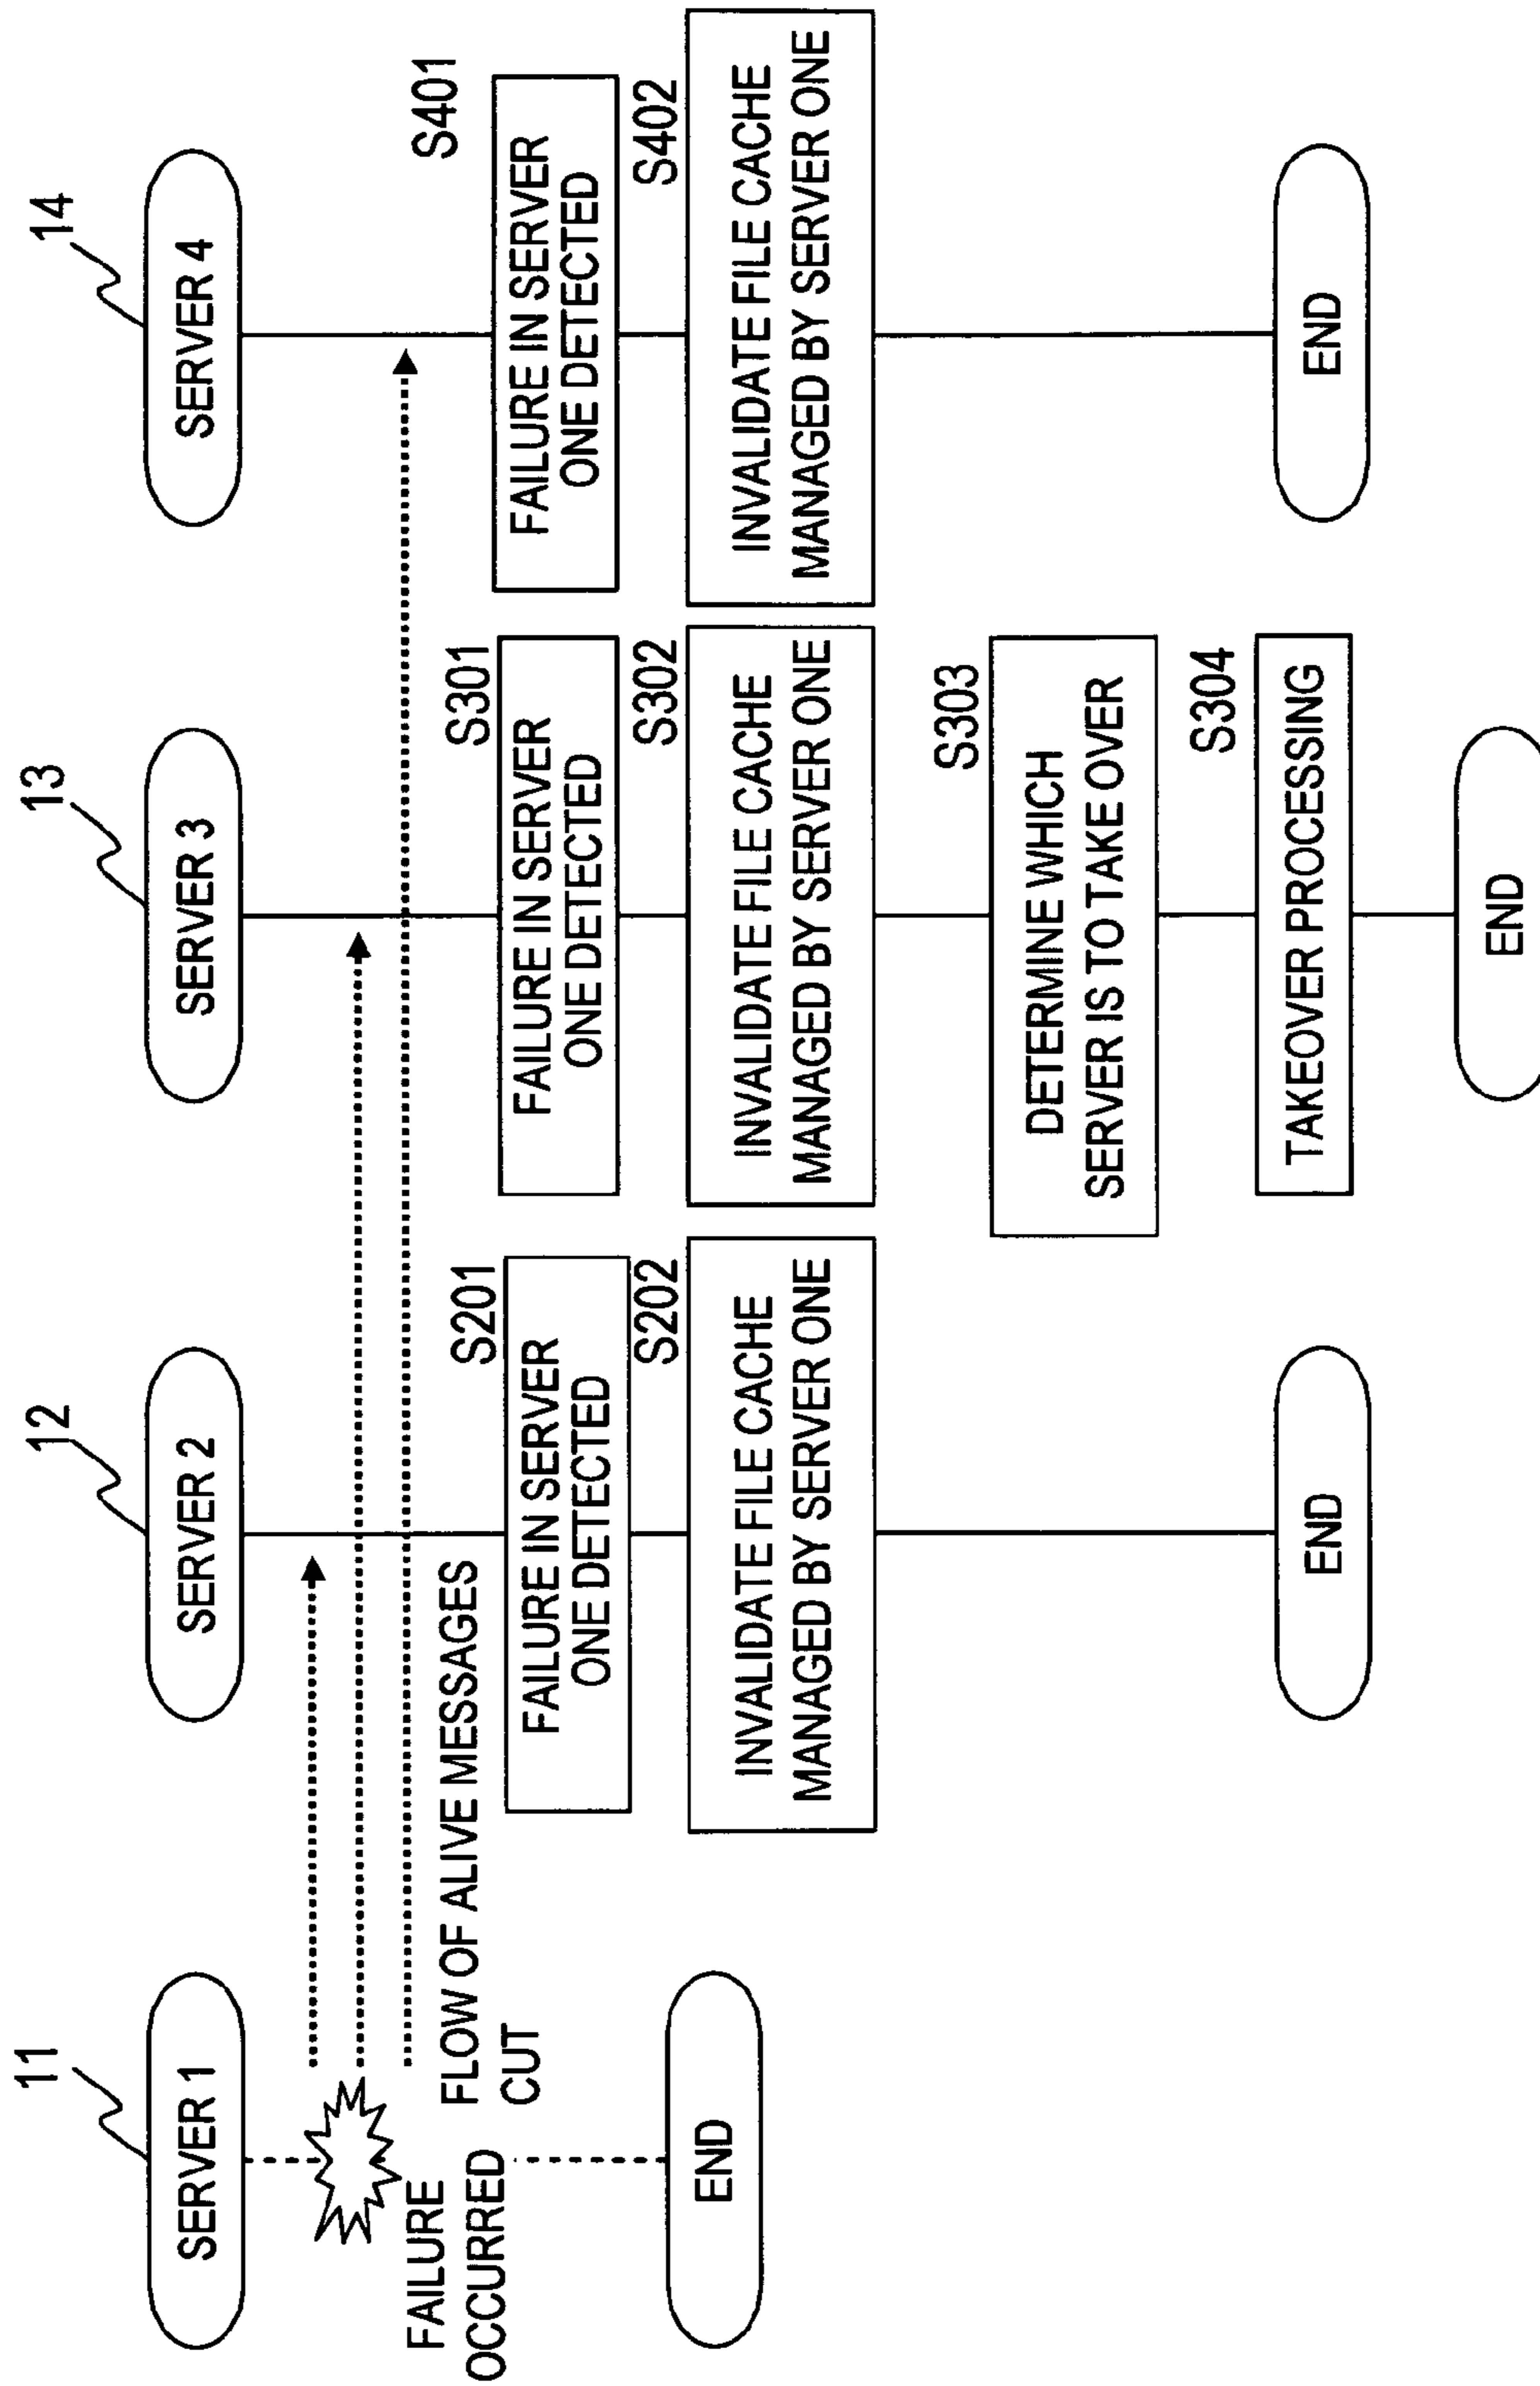 11
SERVER 1
FAILURE
OCCURRED
FLOW OF ALIVE MESSAGES
CUT
END
12
SERVER 2
S201
FAILURE IN SERVER
ONE DETECTED
S202
INVALIDATE FILE CACHE
MANAGED BY SERVER ONE
END
13
SERVER 3
S301
FAILURE IN SERVER
ONE DETECTED
S302
INVALIDATE FILE CACHE
MANAGED BY SERVER ONE
S303
DETERMINE WHICH
SERVER IS TO TAKE OVER
S304
TAKEOVER PROCESSING
END
14
SERVER 4
S401
FAILURE IN SERVER
ONE DETECTED
S402
INVALIDATE FILE CACHE
MANAGED BY SERVER ONE
END